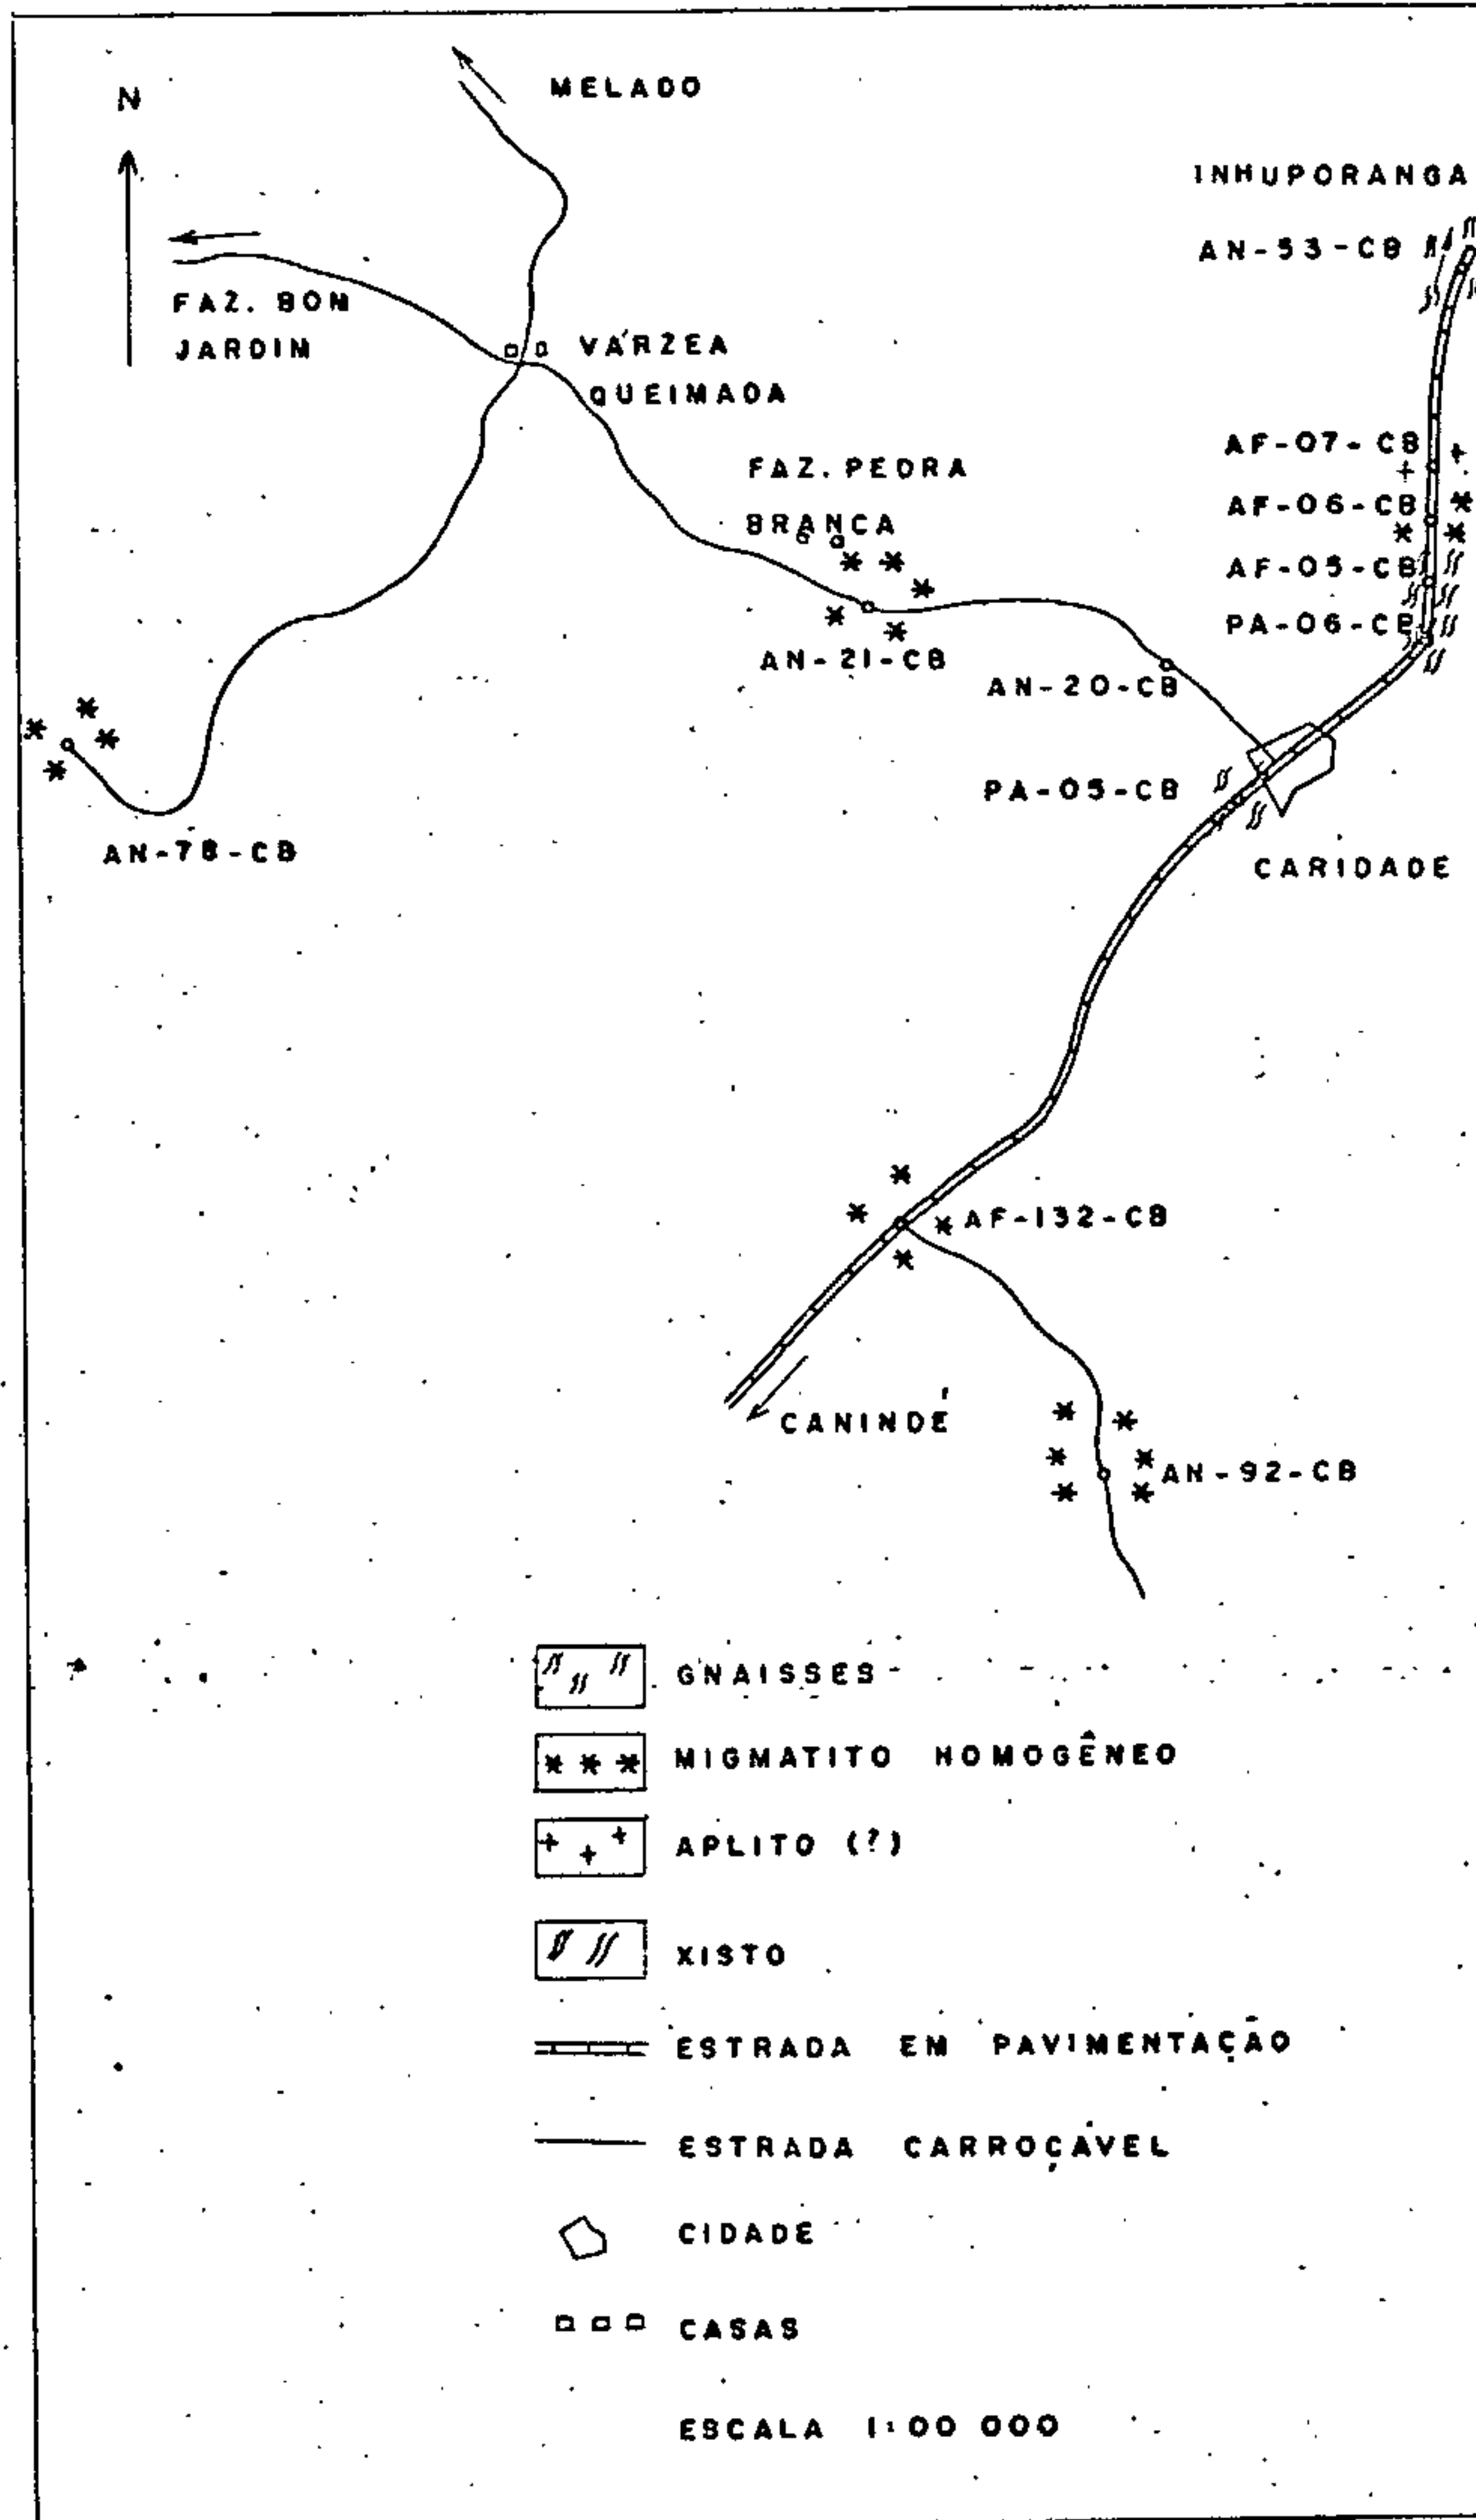 MELADO
N
INHUPORANGA
AN-53-CB
FAZ. BON
JARDIN
VÁRZEA
QUEIMADA
AF-07-CB
FAZ. PEDRA
BRANCA
AF-06-CB
AF-05-CB
PA-06-CB
AN-21-CB
AN-20-CB
PA-05-CB
AN-78-CB
CARIDADE
AF-132-CB
CANINDÉ
AN-92-CB
GNAISSES
MIGMATITO HOMOGÊNEO
APLITO (?)
XISTO
ESTRADA EM PAVIMENTAÇÃO
ESTRADA CARROÇÁVEL
CIDADE
CASAS
ESCALA 1:00 000